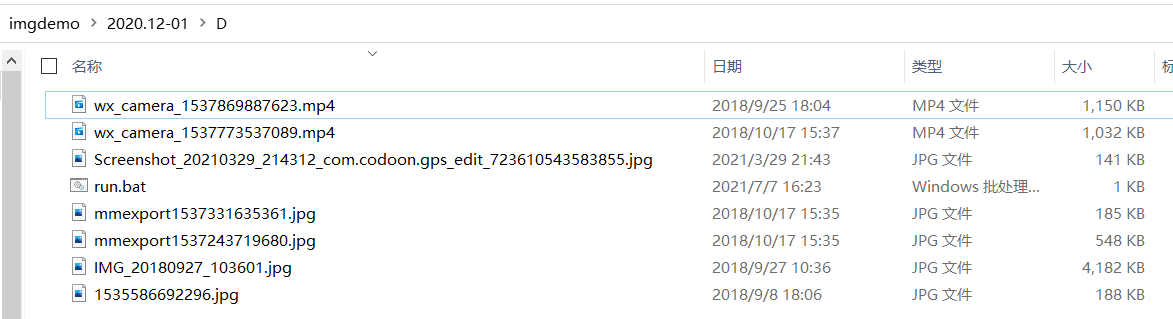 imgdemo > 2020.12-01 > D
名称 日期 类型 大小 标
wx_camera_1537869887623.mp4 2018/9/25 18:04 MP4 文件 1,150 KB
wx_camera_1537773537089.mp4 2018/10/17 15:37 MP4 文件 1,032 KB
Screenshot_20210329_214312_com.codoon.gps_edit_723610543583855.jpg 2021/3/29 21:43 JPG 文件 141 KB
run.bat 2021/7/7 16:23 Windows 批处理... 1 KB
mmexport1537331635361.jpg 2018/10/17 15:35 JPG 文件 185 KB
mmexport1537243719680.jpg 2018/10/17 15:35 JPG 文件 548 KB
IMG_20180927_103601.jpg 2018/9/27 10:36 JPG 文件 4,182 KB
1535586692296.jpg 2018/9/8 18:06 JPG 文件 188 KB